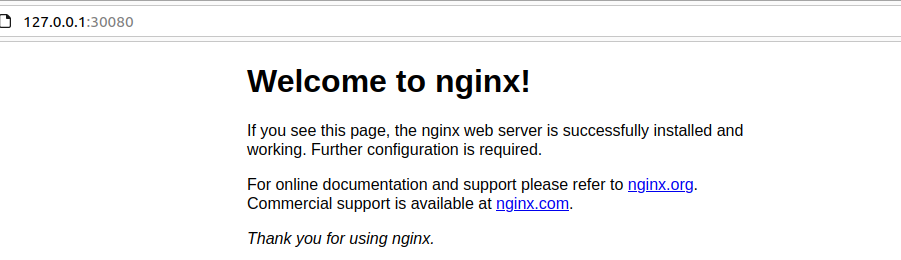 127.0.0.1:30080
Welcome to nginx!
If you see this page, the nginx web server is successfully installed and
working. Further configuration is required.
For online documentation and support please refer to nginx.org.
Commercial support is available at nginx.com.
Thank you for using nginx.